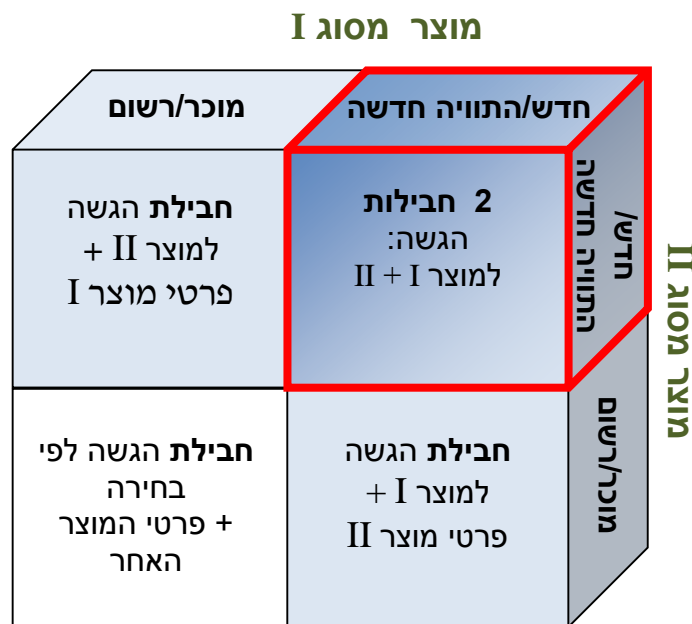 מוצר מסוג I
חדש/התוויה חדשה
מוכר/רשום
מוצר מסוג II
חדש/
התוויה חדשה
מוכר/רשום
2 חבילות
הגשה:
למוצר I + II
חבילת הגשה
למוצר II +
פרטי מוצר I
חבילת הגשה
למוצר I +
פרטי מוצר II
חבילת הגשה לפי
בחירה
+ פרטי המוצר
האחר